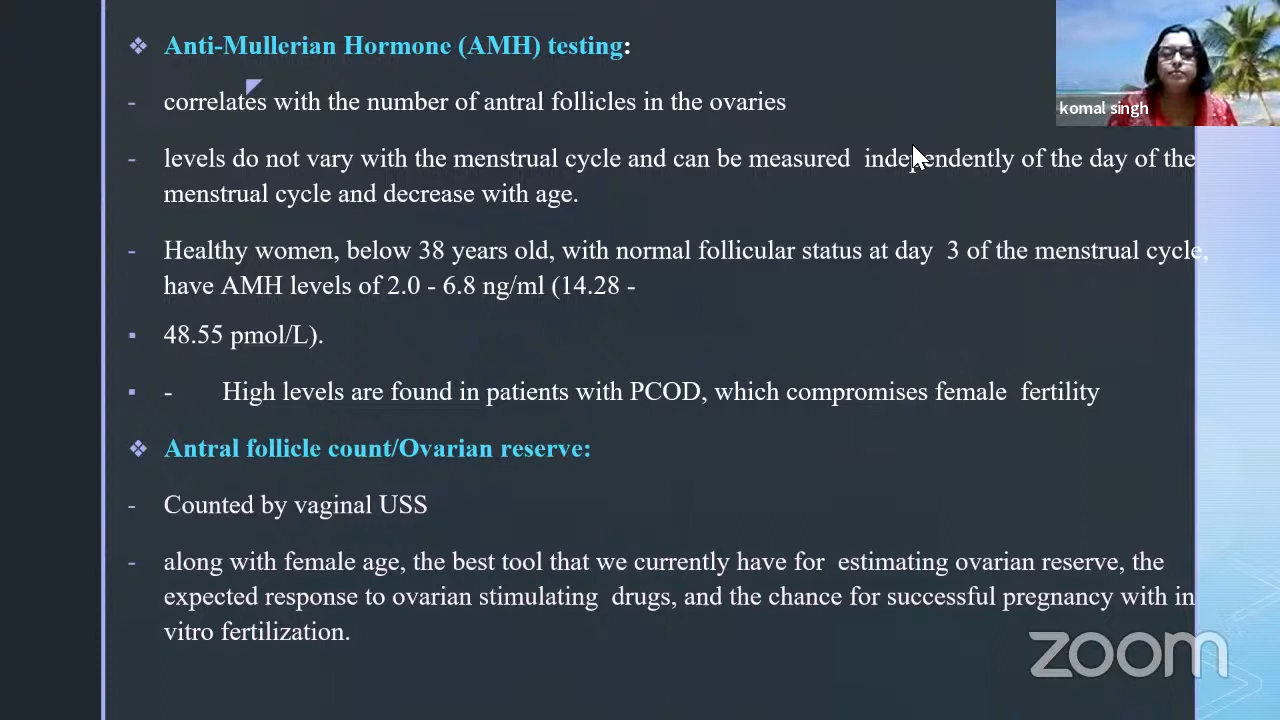 Anti-Mullerian Hormone (AMH) testing:
komal singh
- correlates with the number of antral follicles in the ovaries
- levels do not vary with the menstrual cycle and can be measured independently of the day of the
menstrual cycle and decrease with age.
- Healthy women, below 38 years old, with normal follicular status at day 3 of the menstrual cycle,
have AMH levels of 2.0 - 6.8 ng/ml (14.28 -
48.55 pmol/L).
- High levels are found in patients with PCOD, which compromises female fertility
Antral follicle count/Ovarian reserve:
- Counted by vaginal USS
- along with female age, the best tool that we currently have for estimating ovarian reserve, the
expected response to ovarian stimulating drugs, and the chance for successful pregnancy with in
vitro fertilization.
zoom